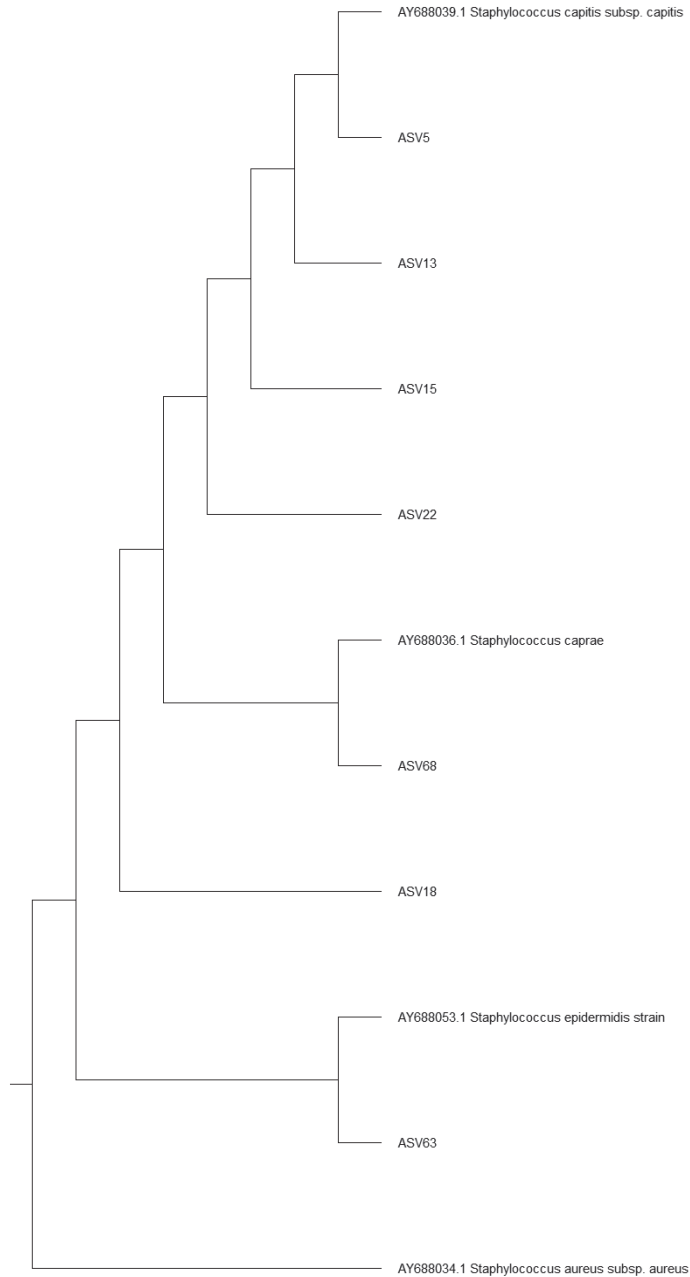 AY688039.1 Staphylococcus capitis subsp. capitis
ASV5
ASV13
ASV15
ASV22
AY688036.1 Staphylococcus caprae
ASV68
ASV18
AY688053.1 Staphylococcus epidermidis strain
ASV63
AY688034.1 Staphylococcus aureus subsp. aureus